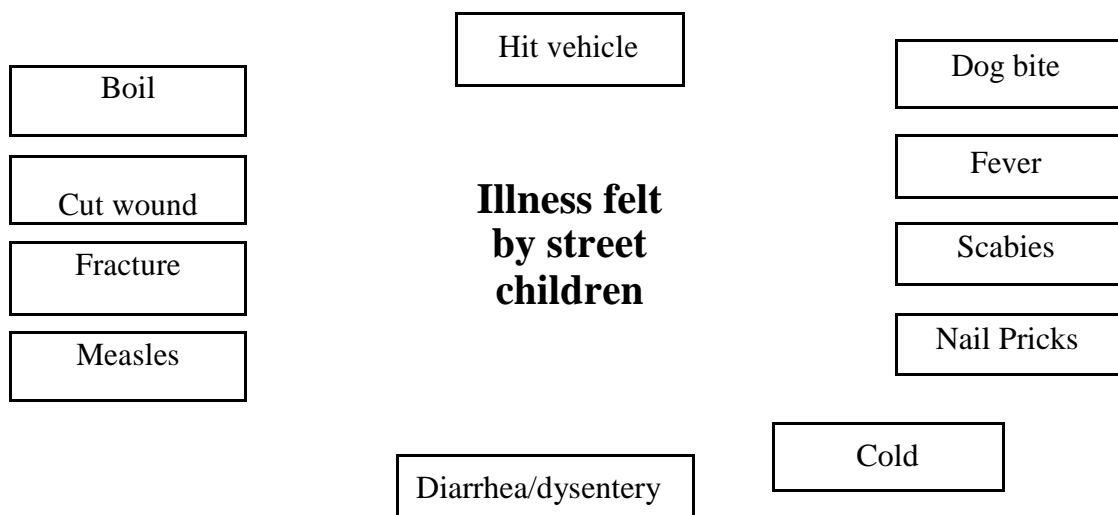 Hit vehicle
Dog bite
Boil
Fever
Cut wound
Illness felt
by street
children
Scabies
Fracture
Nail Pricks
Measles
Cold
Diarrhea/dysentery